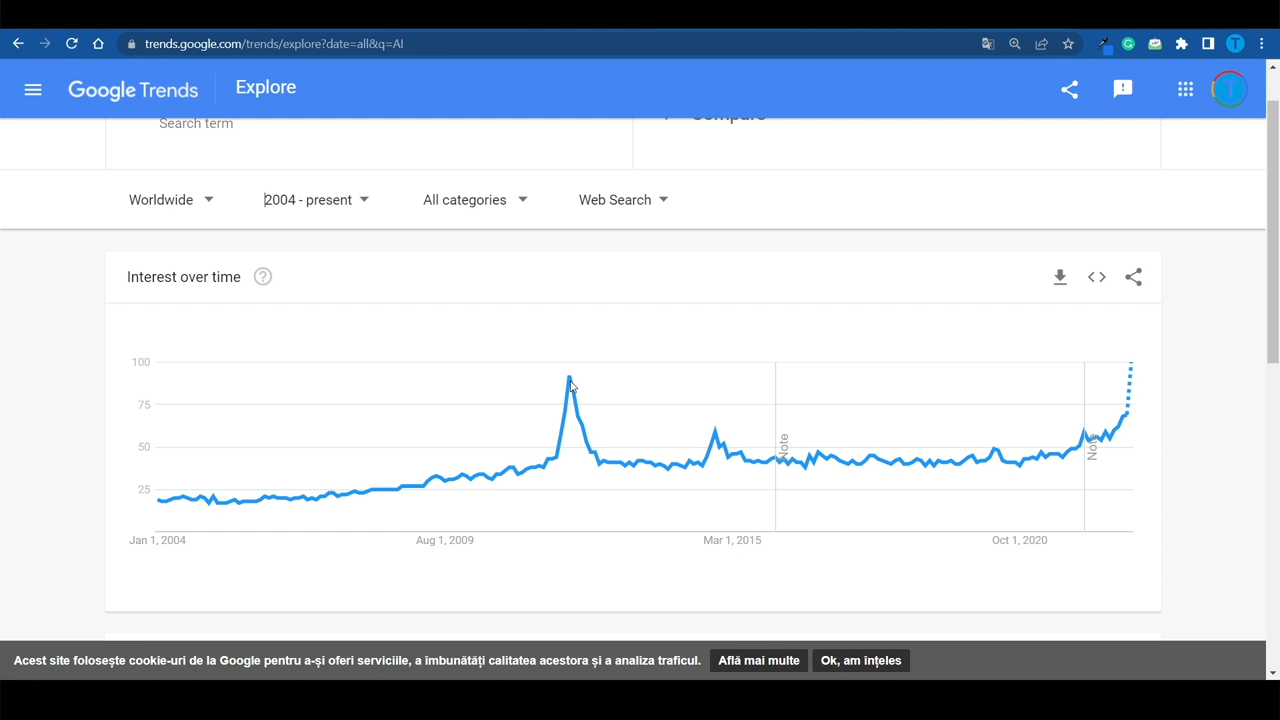 trends.google.com/trends/explore?date=all&q=AI
T
Google Trends
Explore
T
Search term
Compare
Worldwide
2004 - present
All categories
Web Search
Interest over time
?
100
75
50
25
Note
Note
Jan 1, 2004
Aug 1, 2009
Mar 1, 2015
Oct 1, 2020
Acest site folosește cookie-uri de la Google pentru a-și oferi serviciile, a îmbunătăți calitatea acestora și a analiza traficul.
Află mai multe
Ok, am înțeles